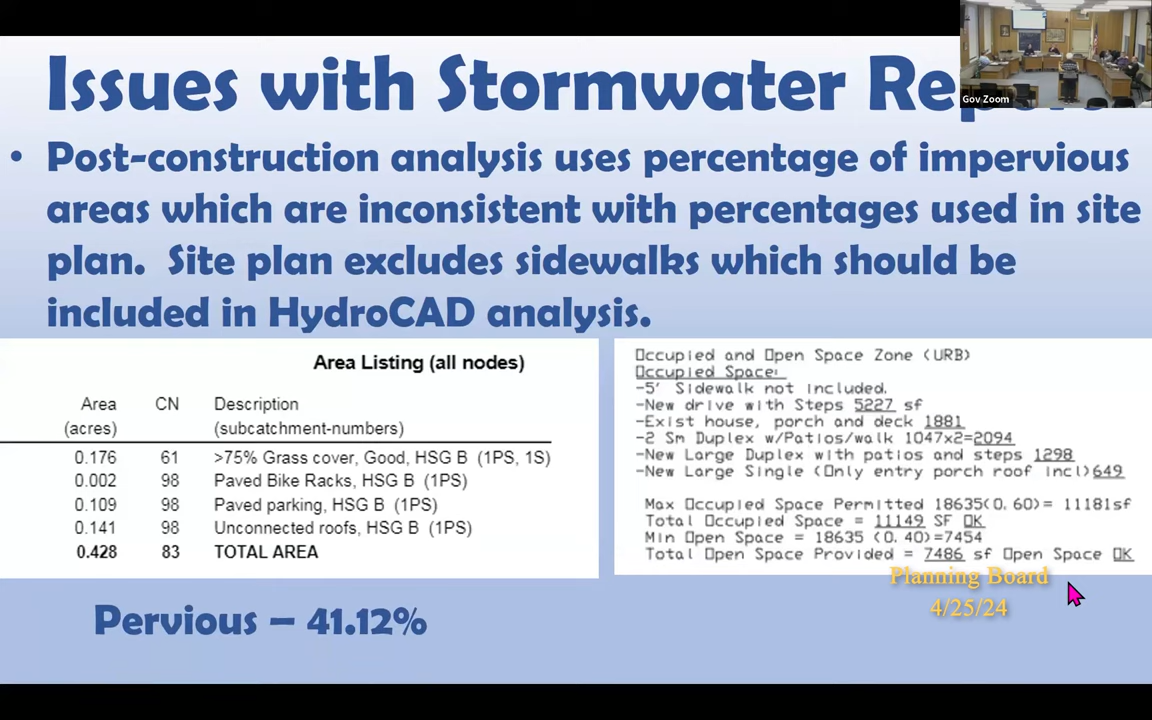 Issues with Stormwater
Gov Zoom
• Post-construction analysis uses percentage of impervious
areas which are inconsistent with percentages used in site
plan. Site plan excludes sidewalks which should be
included in HydroCAD analysis.
Area Listing (all nodes)
Area CN Description
(acres) (subcatchment-numbers)
0.176 61 >75% Grass cover, Good, HSG B (1PS, 1S)
0.002 98 Paved Bike Racks, HSG B (1PS)
0.109 98 Paved parking, HSG B (1PS)
0.141 98 Unconnected roofs, HSG B (1PS)
0.428 83 TOTAL AREA
Occupied and Open Space Zone (URB)
Occupied Space:
-5' Sidewalk not included.
-New drive with Steps 5227 sf
-Exist house, porch and deck 1881
-2 Sm Duplex w/Patios/walk 1047x2=2094
-New Large Duplex with patios and steps 1298
-New Large Single (Only entry porch roof incl)649
Max Occupied Space Permitted 18635(0.60)= 11181sf
Total Occupied Space = 11149 SF OK
Min Open Space = 18635 (0.40)=7454
Total Open Space Provided = 7486 sf Open Space OK
Planning Board
4/25/24
Pervious – 41.12%